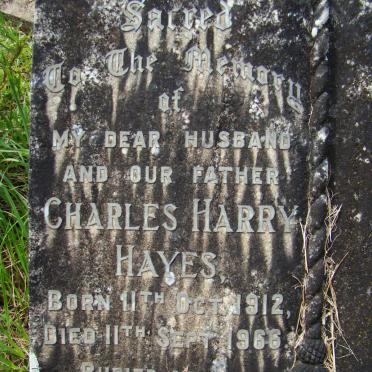 Sacred
To The Memory
of
MY DEAR HUSBAND
AND OUR FATHER
CHARLES HARRY
HAYES,
BORN 11TH OCT. 1912,
DIED 11TH SEPT. 1966.